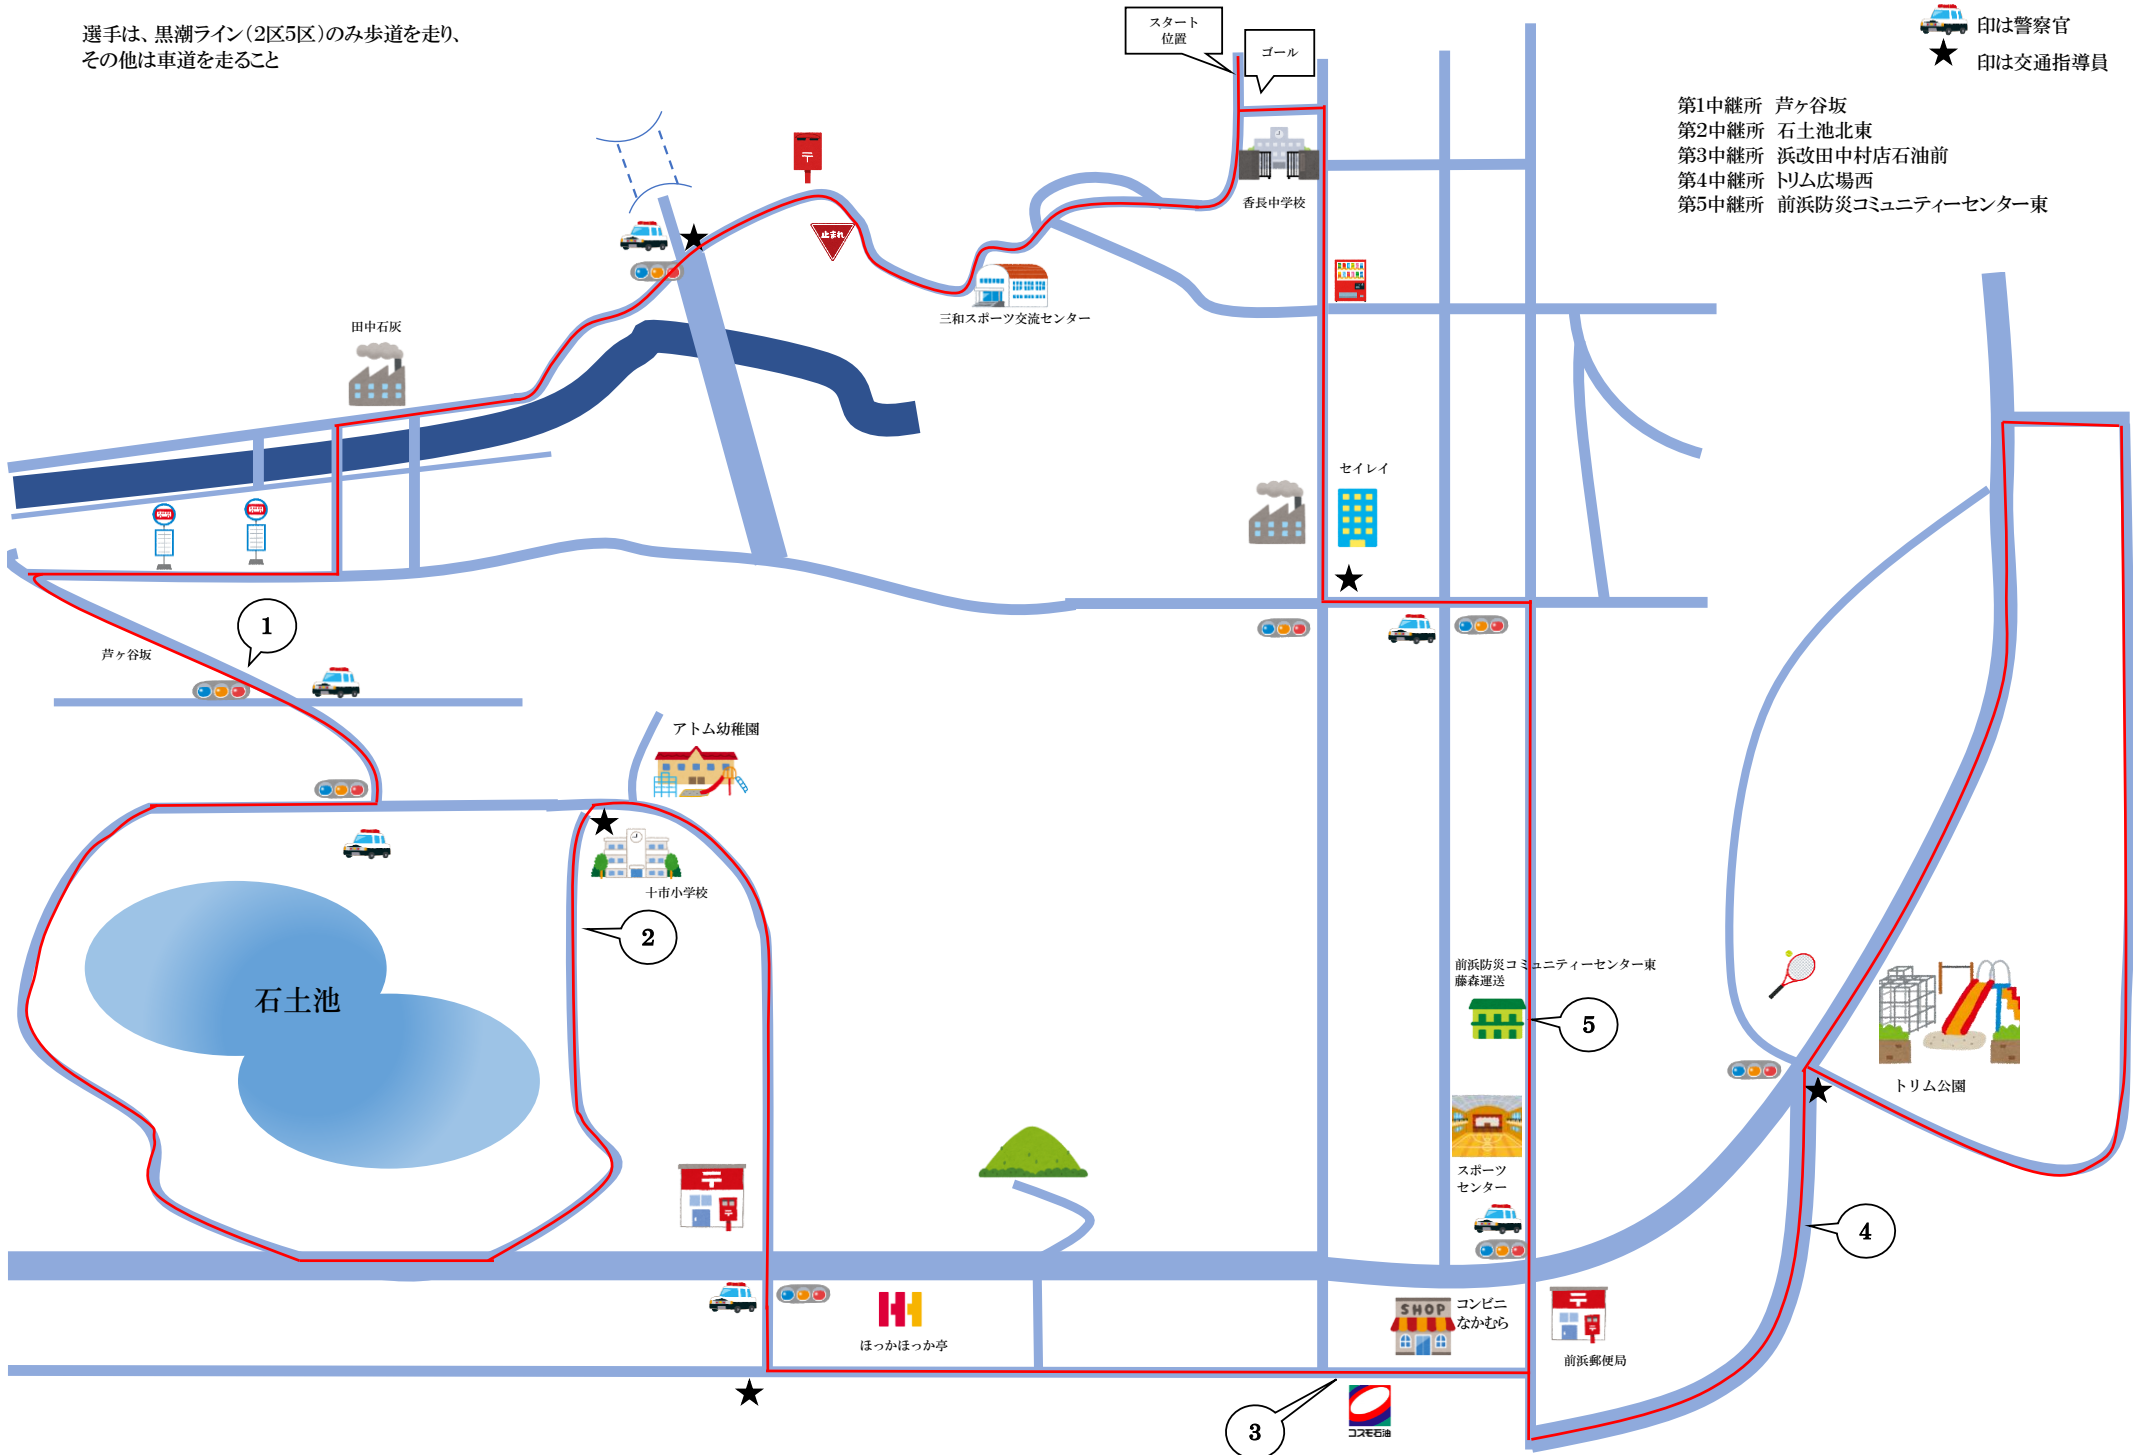 選手は、黒潮ライン（2区5区）のみ歩道を走り、
その他は車道を走ること
スタート
位置
ゴール
印は警察官
印は交通指導員
第1中継所　芦ヶ谷坂
第2中継所　石土池北東
第3中継所　浜改田中村店石油前
第4中継所　トリム広場西
第5中継所　前浜防災コミュニティーセンター東
香長中学校
止まれ
三和スポーツ交流センター
田中石灰
セイレイ
1
芦ヶ谷坂
アトム幼稚園
十市小学校
2
石土池
前浜防災コミュニティーセンター東
藤森運送
5
トリム公園
スポーツ
センター
4
SHOP
コンビニ
なかむら
ほっかほっか亭
前浜郵便局
3
コスモ石油